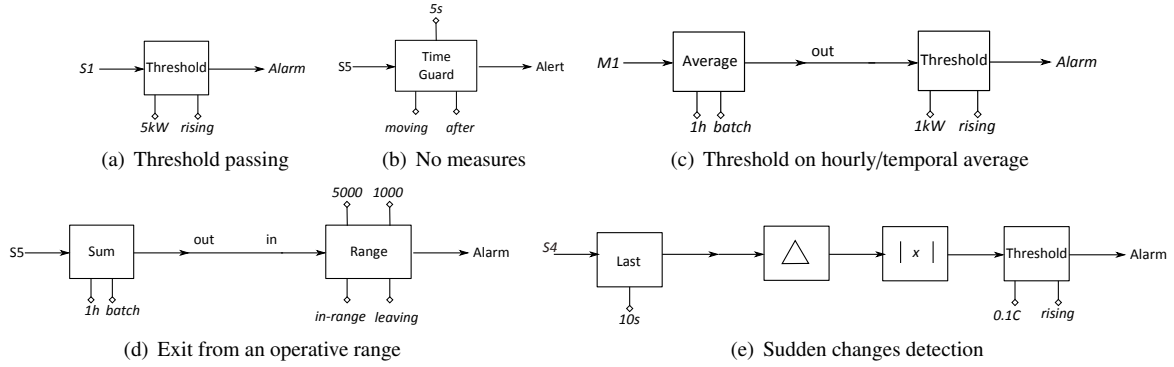 S1 Threshold Alarm
5kW rising
(a) Threshold passing
5s
S5 Time Guard Alert
moving after
(b) No measures
M1 Average out Threshold Alarm
1h batch 1kW rising
(c) Threshold on hourly/temporal average
5000 1000
S5 Sum out in Range Alarm
1h batch in-range leaving
(d) Exit from an operative range
S4 Last △ | x | Threshold Alarm
10s 0.1C rising
(e) Sudden changes detection